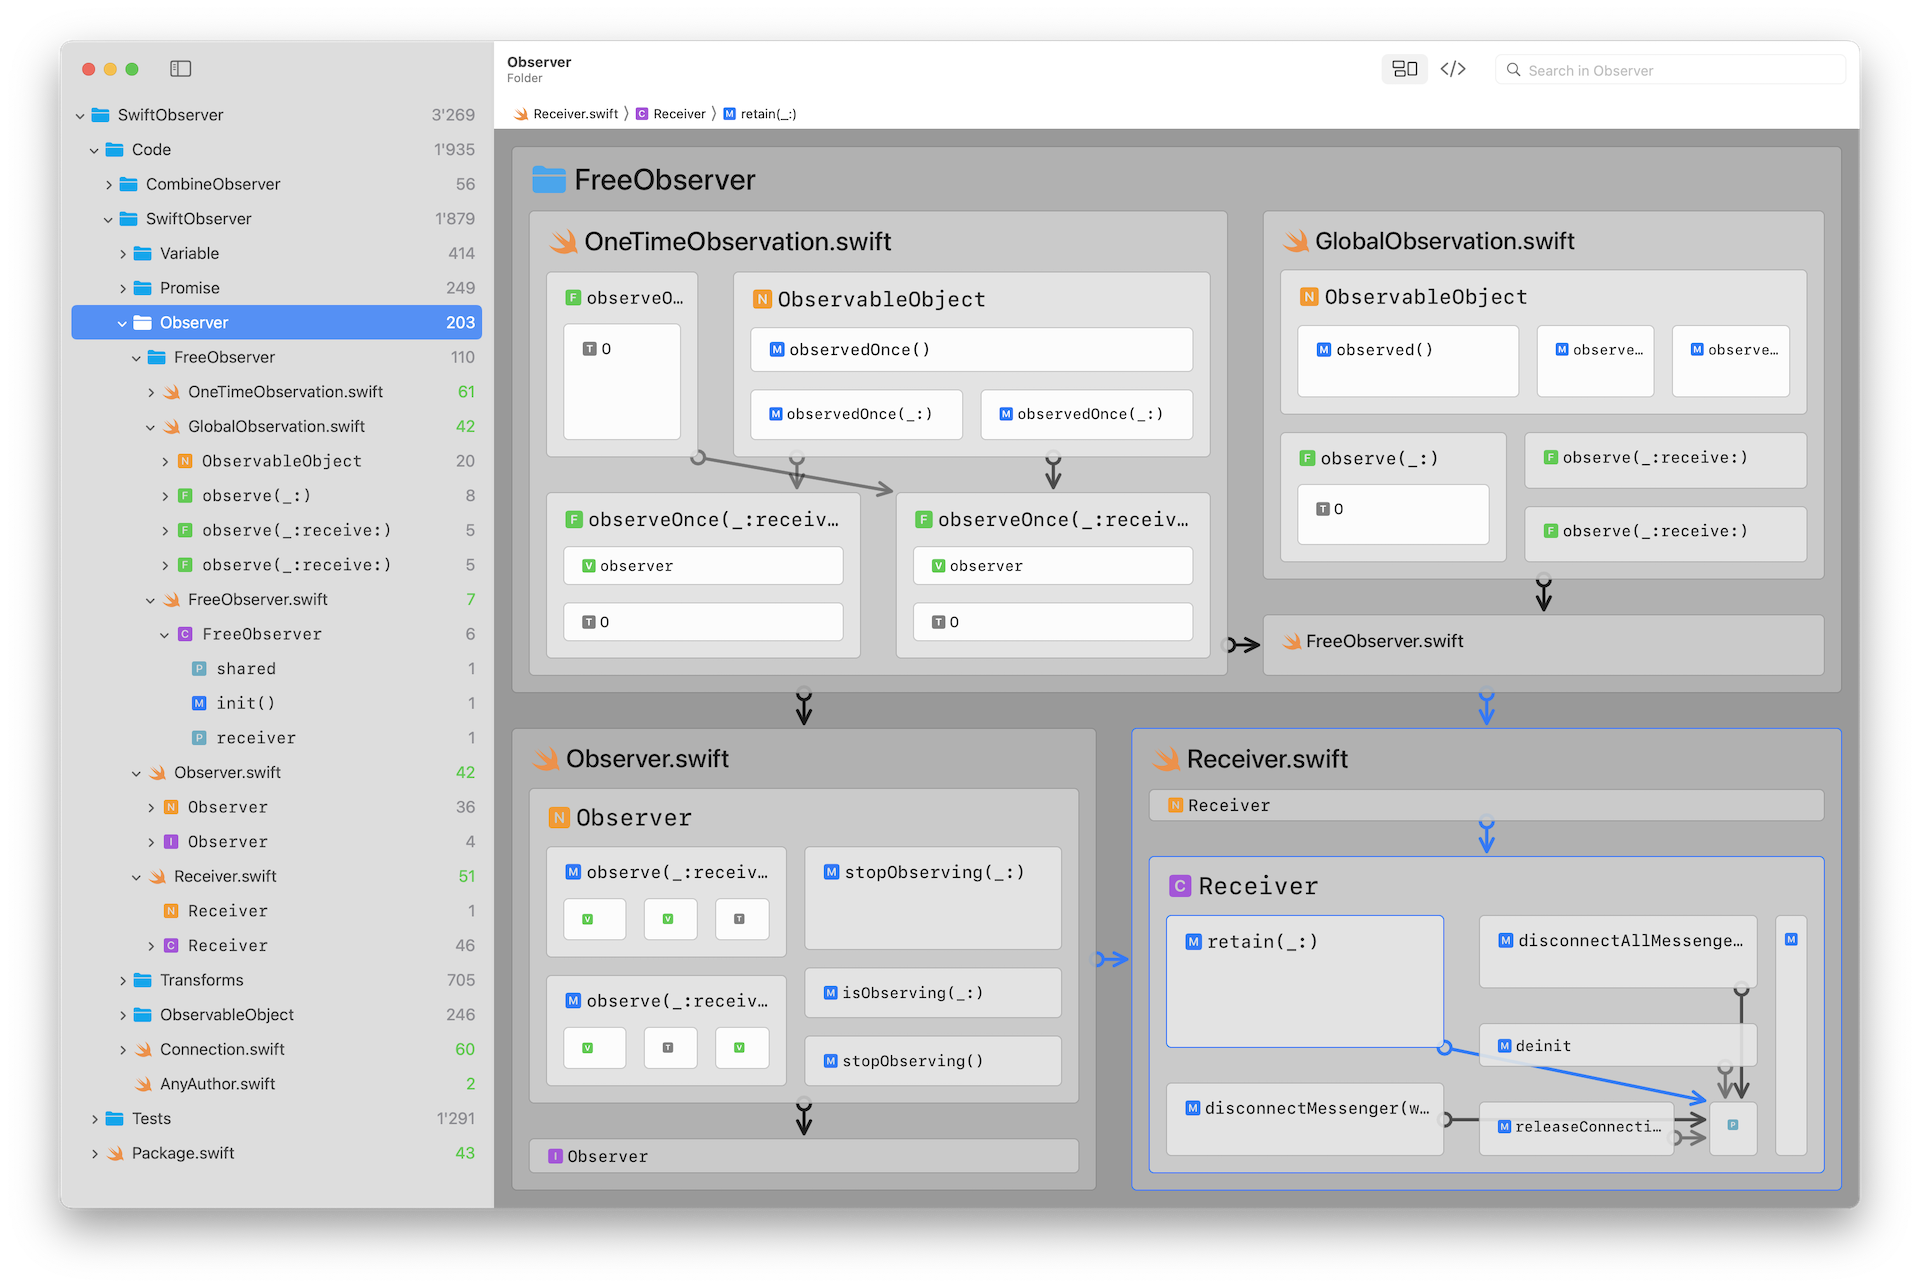 SwiftObserver 3'269
Code 1'935
CombineObserver 56
SwiftObserver 1'879
Variable 414
Promise 249
Observer 203
FreeObserver 110
OneTimeObservation.swift 61
GlobalObservation.swift 42
N ObservableObject 20
F observe(_:) 8
F observe(_:receive:) 5
F observe(_:receive:) 5
FreeObserver.swift 7
C FreeObserver 6
P shared 1
M init() 1
P receiver 1
Observer.swift 42
N Observer 36
I Observer 4
Receiver.swift 51
N Receiver 1
C Receiver 46
Transforms 705
ObservableObject 246
Connection.swift 60
AnyAuthor.swift 2
Tests 1'291
Package.swift 43
Observer
Folder
Search in Observer
Receiver.swift 〉 C Receiver 〉 M retain(_:)
FreeObserver
OneTimeObservation.swift
F observeO…
T O
N ObservableObject
M observedOnce()
M observedOnce(_:)
M observedOnce(_:)
F observeOnce(_:receiv…
V observer
T O
F observeOnce(_:receiv…
V observer
T O
GlobalObservation.swift
N ObservableObject
M observed()
M observe…
M observe…
F observe(_:)
T O
F observe(_:receive:)
F observe(_:receive:)
FreeObserver.swift
Observer.swift
N Observer
M observe(_:receiv…
V V T
M observe(_:receiv…
V T V
M stopObserving(_:)
M isObserving(_:)
M stopObserving()
I Observer
Receiver.swift
N Receiver
C Receiver
M retain(_:)
M disconnectAllMessenge…
M
M deinit
M disconnectMessenger(w…
M releaseConnecti…
P